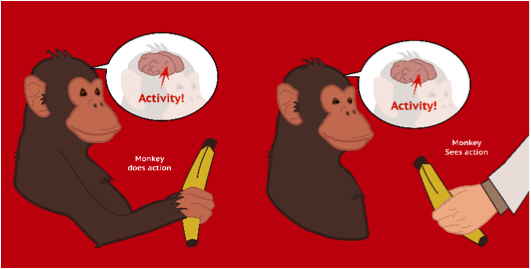 Activity!
Monkey
does action
Activity!
Monkey
Sees action